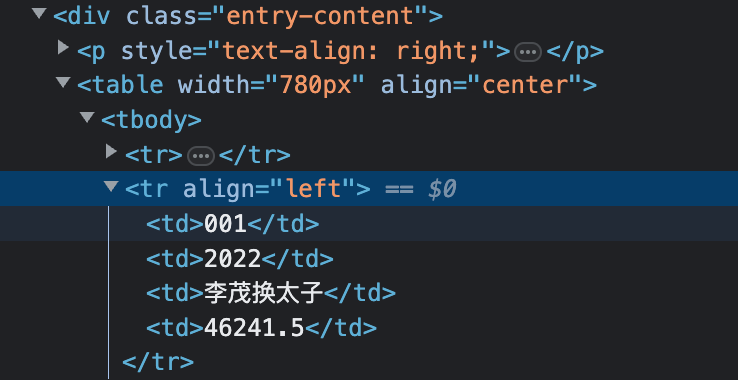 <div class="entry-content">
<p style="text-align: right;">…</p>
<table width="780px" align="center">
<tbody>
<tr>…</tr>
<tr align="left"> == $0
<td>001</td>
<td>2022</td>
<td>李茂换太子</td>
<td>46241.5</td>
</tr>